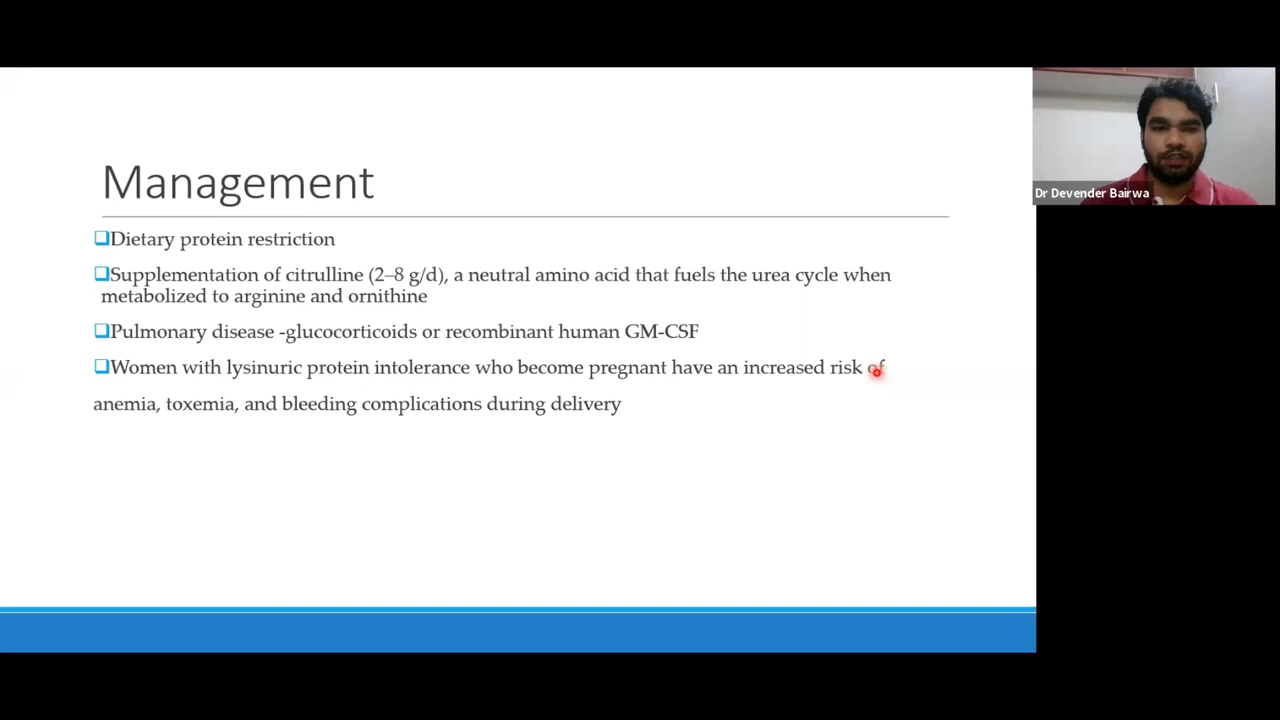 Management
Dietary protein restriction
Supplementation of citrulline (2–8 g/d), a neutral amino acid that fuels the urea cycle when
metabolized to arginine and ornithine
Pulmonary disease -glucocorticoids or recombinant human GM-CSF
Women with lysinuric protein intolerance who become pregnant have an increased risk of
anemia, toxemia, and bleeding complications during delivery
Dr Devender Bairwa